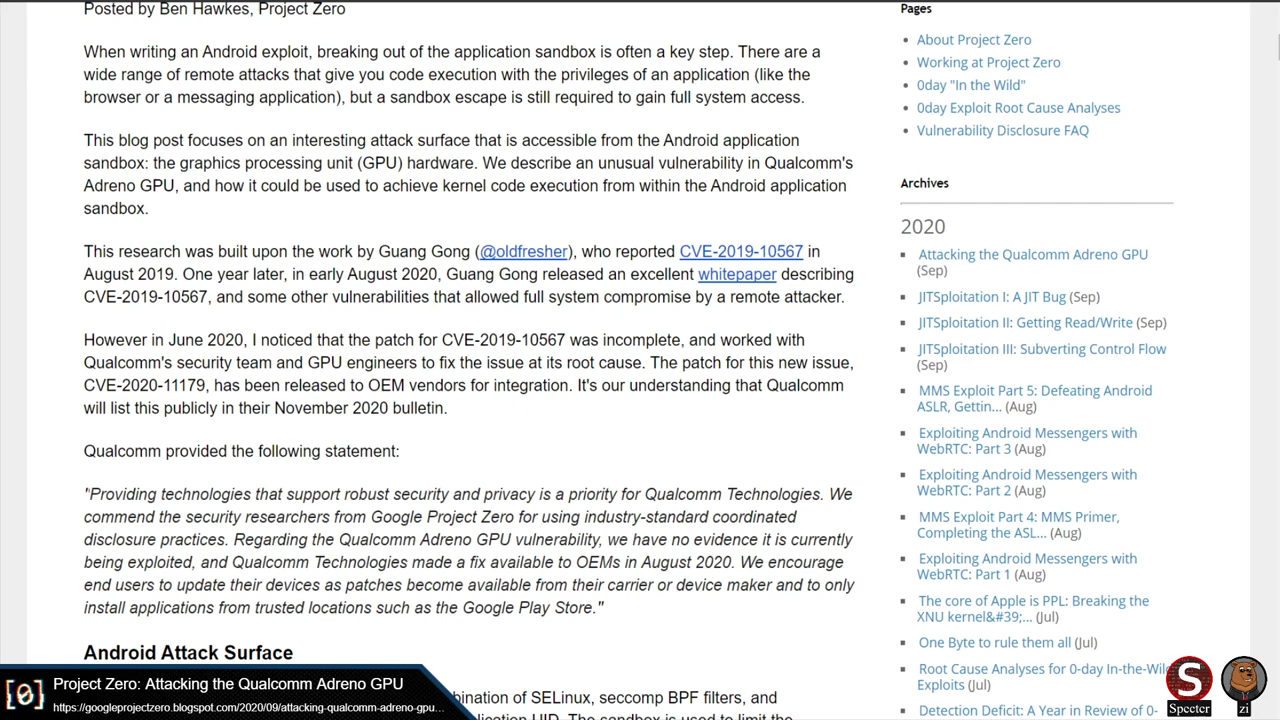 Posted by Ben Hawkes, Project Zero
When writing an Android exploit, breaking out of the application sandbox is often a key step. There are a
wide range of remote attacks that give you code execution with the privileges of an application (like the
browser or a messaging application), but a sandbox escape is still required to gain full system access.
This blog post focuses on an interesting attack surface that is accessible from the Android application
sandbox: the graphics processing unit (GPU) hardware. We describe an unusual vulnerability in Qualcomm's
Adreno GPU, and how it could be used to achieve kernel code execution from within the Android application
sandbox.
This research was built upon the work by Guang Gong (@oldfresher), who reported CVE-2019-10567 in
August 2019. One year later, in early August 2020, Guang Gong released an excellent whitepaper describing
CVE-2019-10567, and some other vulnerabilities that allowed full system compromise by a remote attacker.
However in June 2020, I noticed that the patch for CVE-2019-10567 was incomplete, and worked with
Qualcomm's security team and GPU engineers to fix the issue at its root cause. The patch for this new issue,
CVE-2020-11179, has been released to OEM vendors for integration. It's our understanding that Qualcomm
will list this publicly in their November 2020 bulletin.
Qualcomm provided the following statement:
"Providing technologies that support robust security and privacy is a priority for Qualcomm Technologies. We
commend the security researchers from Google Project Zero for using industry-standard coordinated
disclosure practices. Regarding the Qualcomm Adreno GPU vulnerability, we have no evidence it is currently
being exploited, and Qualcomm Technologies made a fix available to OEMs in August 2020. We encourage
end users to update their devices as patches become available from their carrier or device maker and to only
install applications from trusted locations such as the Google Play Store."
Android Attack Surface
bination of SELinux, seccomp BPF filters, and
Pages
About Project Zero
Working at Project Zero
0day "In the Wild"
0day Exploit Root Cause Analyses
Vulnerability Disclosure FAQ
Archives
2020
Attacking the Qualcomm Adreno GPU
(Sep)
JITSploitation I: A JIT Bug (Sep)
JITSploitation II: Getting Read/Write (Sep)
JITSploitation III: Subverting Control Flow
(Sep)
MMS Exploit Part 5: Defeating Android
ASLR, Gettin... (Aug)
Exploiting Android Messengers with
WebRTC: Part 3 (Aug)
Exploiting Android Messengers with
WebRTC: Part 2 (Aug)
MMS Exploit Part 4: MMS Primer,
Completing the ASL... (Aug)
Exploiting Android Messengers with
WebRTC: Part 1 (Aug)
The core of Apple is PPL: Breaking the
XNU kernel&#39;... (Jul)
One Byte to rule them all (Jul)
Root Cause Analyses for 0-day In-the-Wild
Exploits (Jul)
Detection Deficit: A Year in Review of 0-
[0]
Project Zero: Attacking the Qualcomm Adreno GPU
https://googleprojectzero.blogspot.com/2020/09/attacking-qualcomm-adreno-gpu...
S
Specter
zi